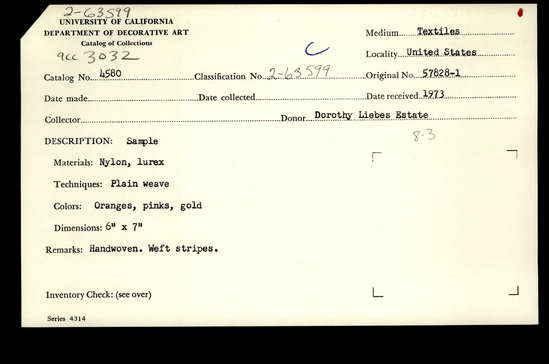 2-63599
UNIVERSITY OF CALIFORNIA
DEPARTMENT OF DECORATIVE ART
Catalog of Collections
acc 3032
Medium Textiles
Locality United States
C
Catalog No. 4580 Classification No. 2-63599 Original No. 57828-1
Date made Date collected Date received 1973
Collector Donor Dorothy Liebes Estate
8.3
DESCRIPTION: Sample
Materials: Nylon, lurex
Techniques: Plain weave
Colors: Oranges, pinks, gold
Dimensions: 6" x 7"
Remarks: Handwoven. Weft stripes.
Inventory Check: (see over)
Series 4314